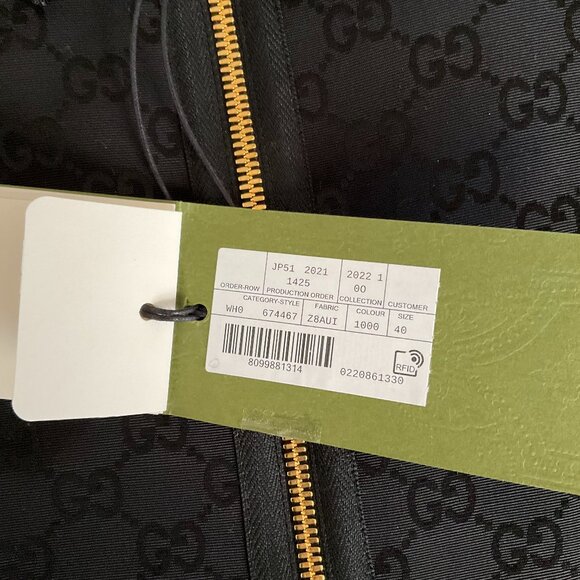 JP51 2021 2022 1
1425 0O
ORDER-ROW PRODUCTION ORDER COLLECTION CUSTOMER
CATEGORY-STYLE FABRIC COLOUR SIZE
WH0 674467 Z8AUI 1000 40
8099881314 0220861330
RFID